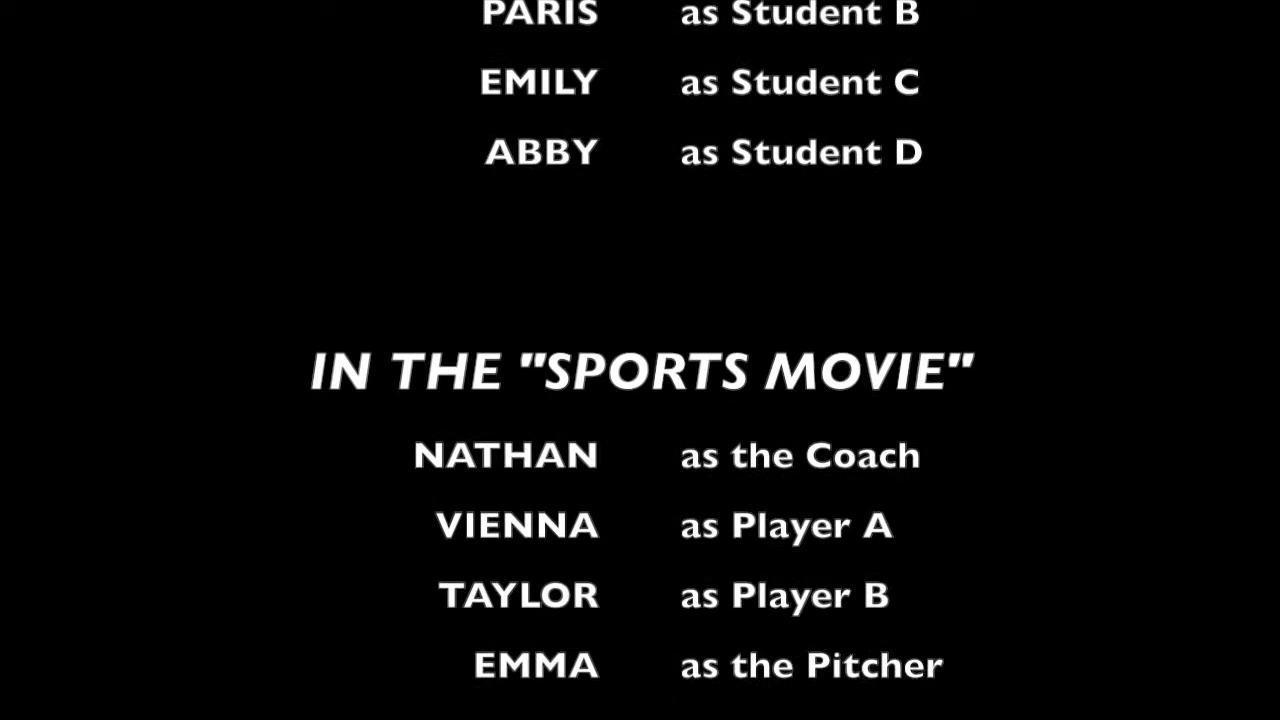 PARIS as Student B
EMILY as Student C
ABBY as Student D
IN THE "SPORTS MOVIE"
NATHAN as the Coach
VIENNA as Player A
TAYLOR as Player B
EMMA as the Pitcher